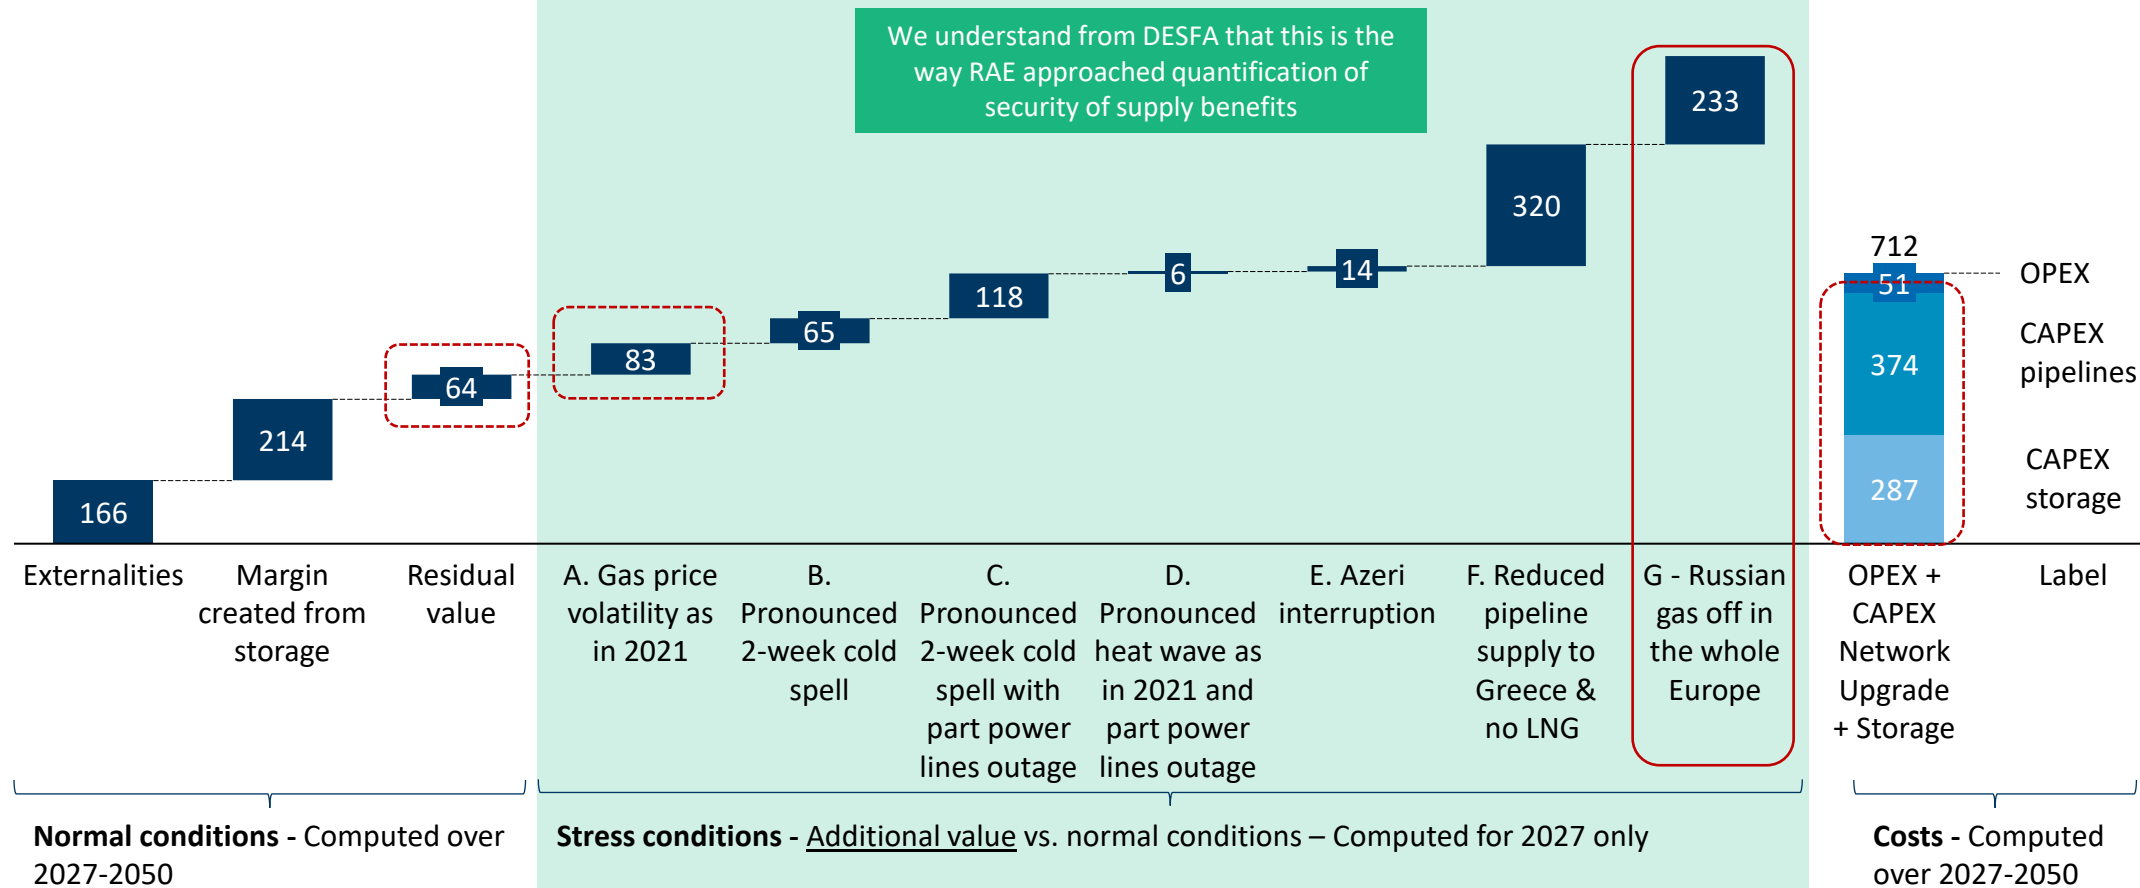 We understand from DESFA that this is the
way RAE approached quantification of
security of supply benefits
166
214
64
83
65
118
6
14
320
233
712
51
374
287
OPEX
CAPEX
pipelines
CAPEX
storage
Externalities
Margin
created from
storage
Residual
value
A. Gas price
volatility as
in 2021
B.
Pronounced
2-week cold
spell
C.
Pronounced
2-week cold
spell with
part power
lines outage
D.
Pronounced
heat wave as
in 2021 and
part power
lines outage
E. Azeri
interruption
F. Reduced
pipeline
supply to
Greece &
no LNG
G - Russian
gas off in
the whole
Europe
OPEX +
CAPEX
Network
Upgrade
+ Storage
Label
Normal conditions - Computed over
2027-2050
Stress conditions - Additional value vs. normal conditions – Computed for 2027 only
Costs - Computed
over 2027-2050